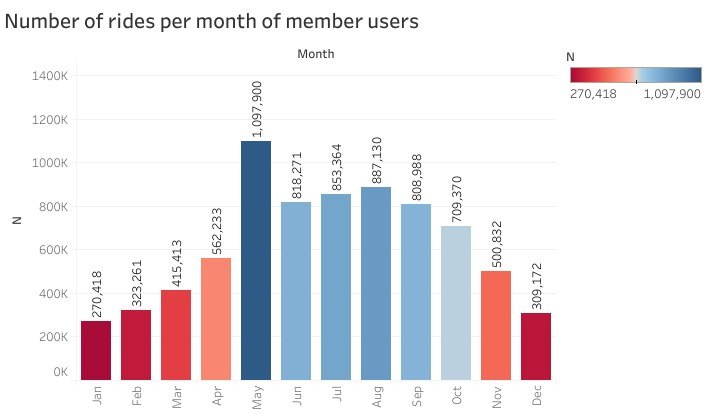 Number of rides per month of member users
Month
N
270,418 1,097,900
N
1400K
1200K
1000K
800K
600K
400K
200K
0K
270,418
323,261
415,413
562,233
1,097,900
818,271
853,364
887,130
808,988
709,370
500,832
309,172
Jan
Feb
Mar
Apr
May
Jun
Jul
Aug
Sep
Oct
Nov
Dec